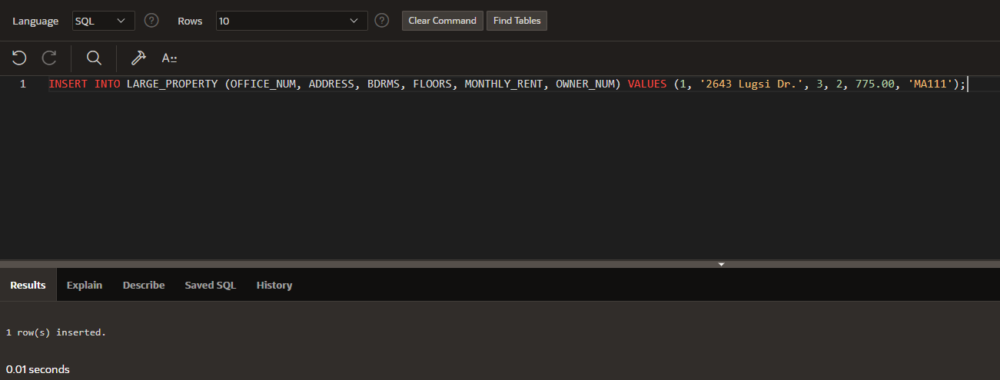 Language SQL ? Rows 10 ? Clear Command Find Tables
A::
1 INSERT INTO LARGE_PROPERTY (OFFICE_NUM, ADDRESS, BDRMS, FLOORS, MONTHLY_RENT, OWNER_NUM) VALUES (1, '2643 Lugsi Dr.', 3, 2, 775.00, 'MA111');
Results Explain Describe Saved SQL History
1 row(s) inserted.
0.01 seconds